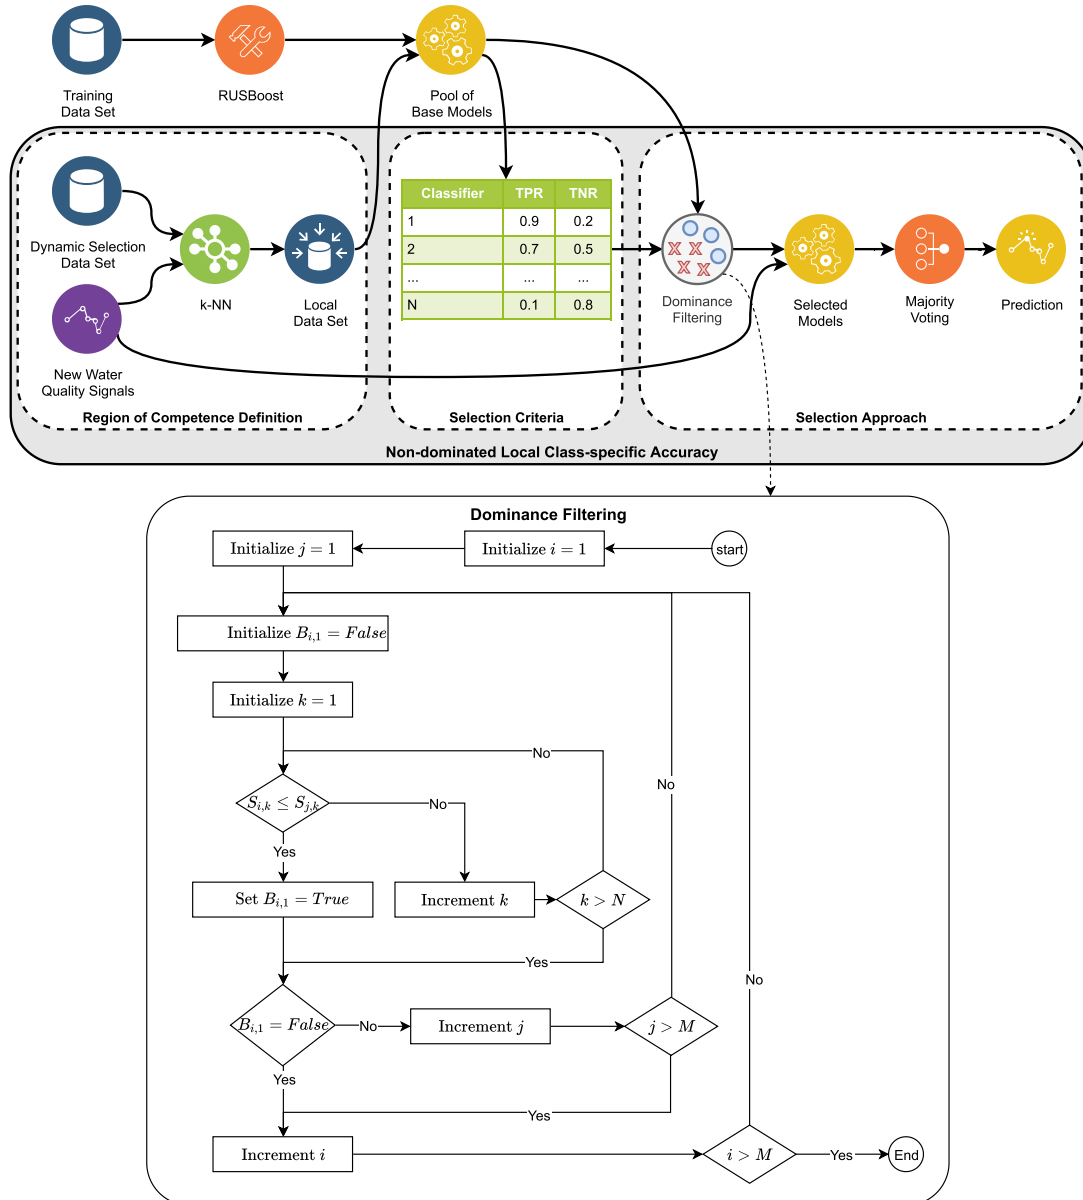 Training
Data Set
RUSBoost
Pool of
Base Models
Dynamic Selection
Data Set
k-NN
Local
Data Set
New Water
Quality Signals
Region of Competence Definition
Classifier TPR TNR
1 0.9 0.2
2 0.7 0.5
... ... ...
N 0.1 0.8
Selection Criteria
Dominance
Filtering
Selected
Models
Majority
Voting
Prediction
Selection Approach
Non-dominated Local Class-specific Accuracy
Dominance Filtering
Initialize j = 1
Initialize i = 1
start
Initialize B_{i,1} = False
Initialize k = 1
No
S_{i,k} ≤ S_{j,k}
No
No
Yes
Set B_{i,1} = True
Increment k
k > N
Yes
No
B_{i,1} = False
No
Increment j
j > M
Yes
Yes
Increment i
i > M
Yes
End